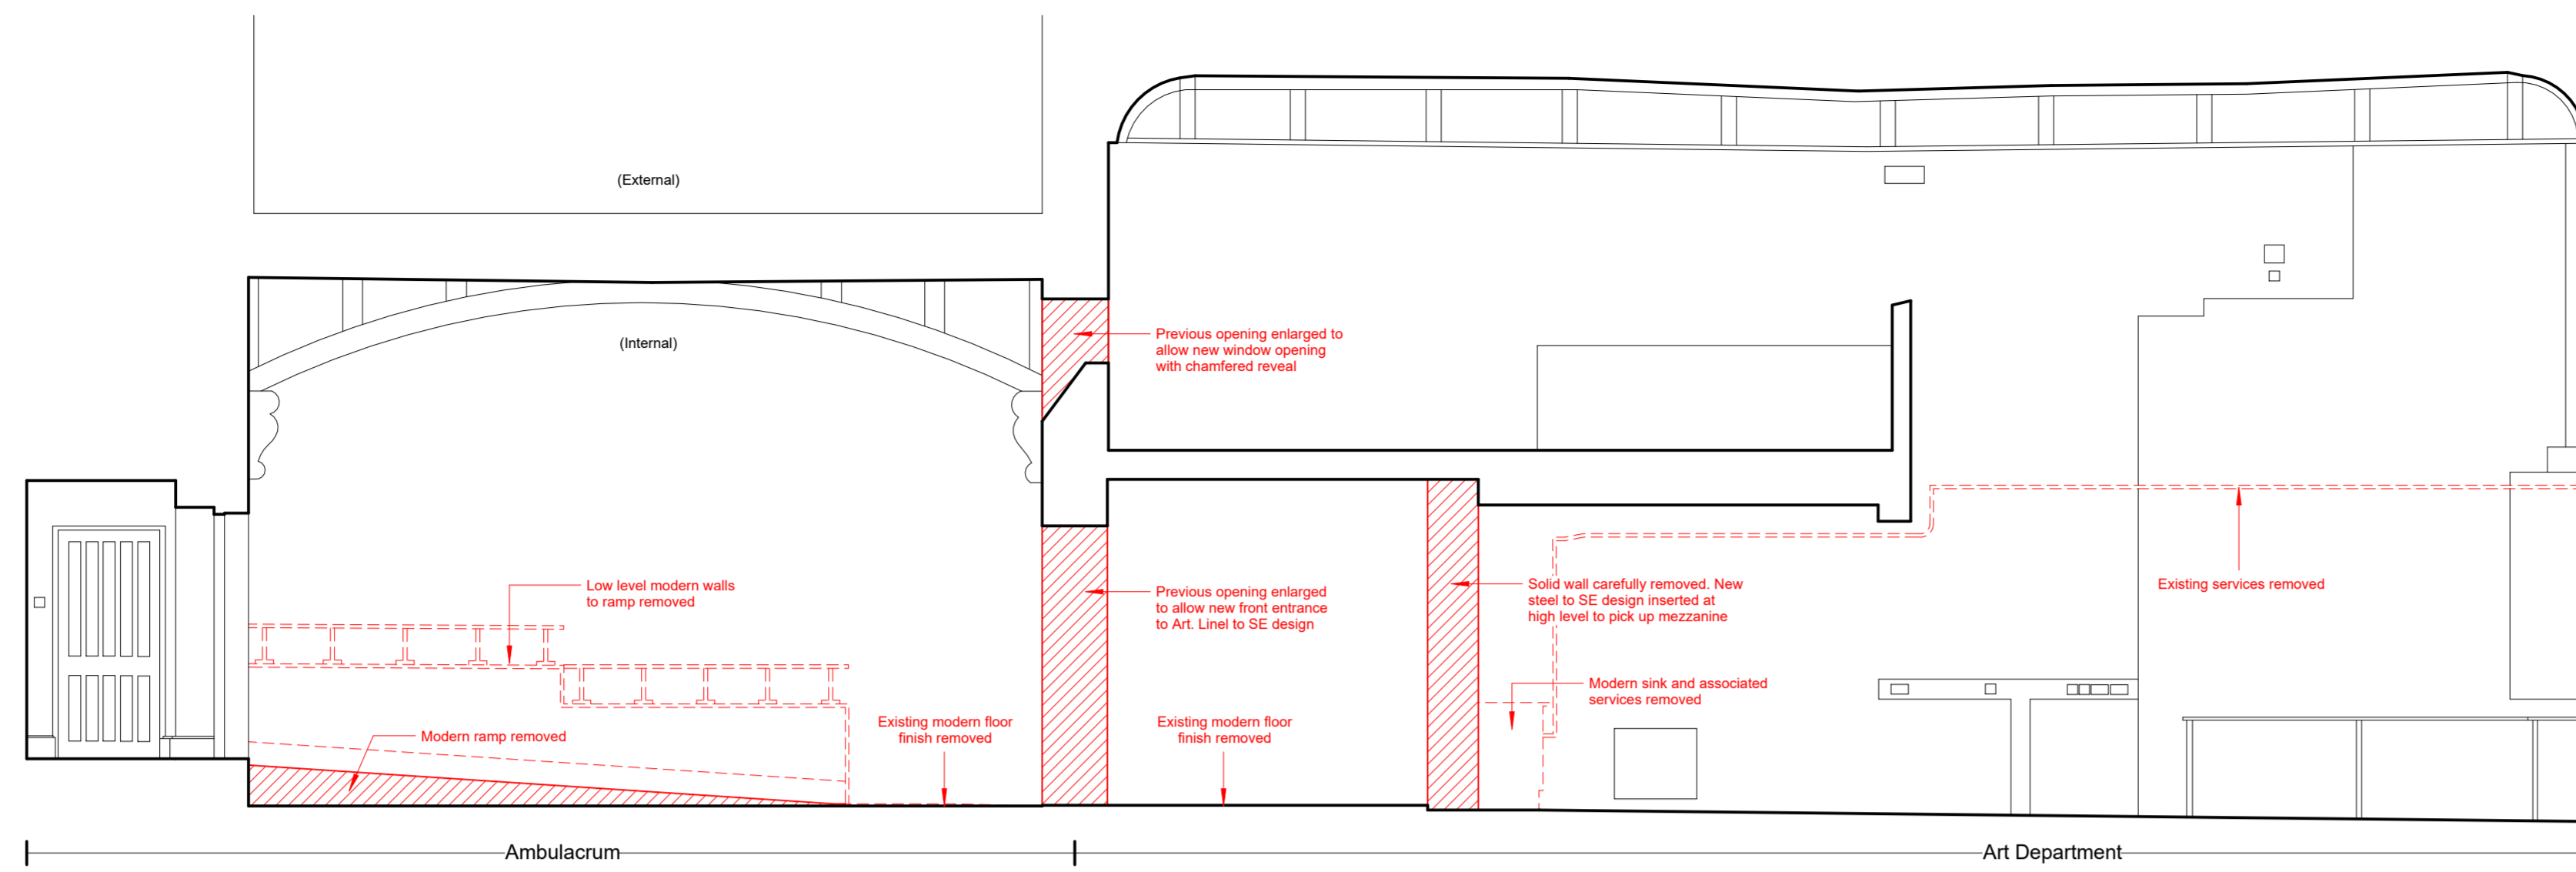 (External)
(Internal)
Previous opening enlarged to
allow new window opening
with chamfered reveal
Low level modern walls
to ramp removed
Previous opening enlarged
to allow new front entrance
to Art. Linel to SE design
Solid wall carefully removed. New
steel to SE design inserted at
high level to pick up mezzanine
Existing services removed
Modern sink and associated
services removed
Modern ramp removed
Existing modern floor
finish removed
Existing modern floor
finish removed
Ambulacrum
Art Department